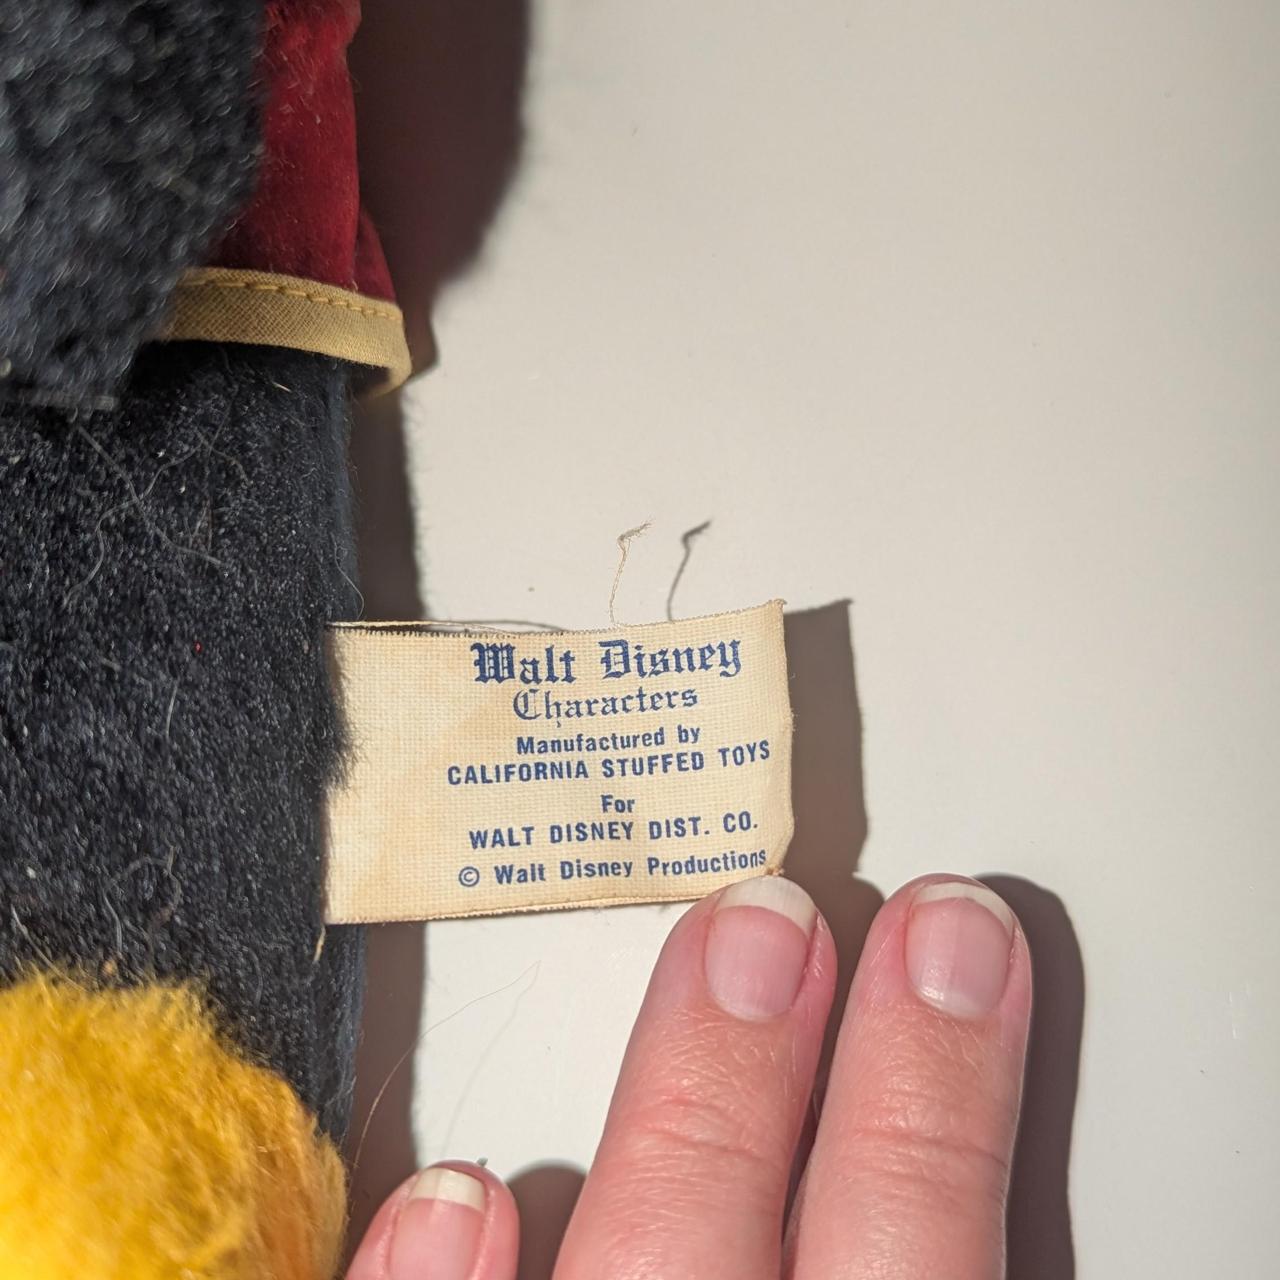 Walt Disney
Characters
Manufactured by
CALIFORNIA STUFFED TOYS
For
WALT DISNEY DIST. CO.
© Walt Disney Productions